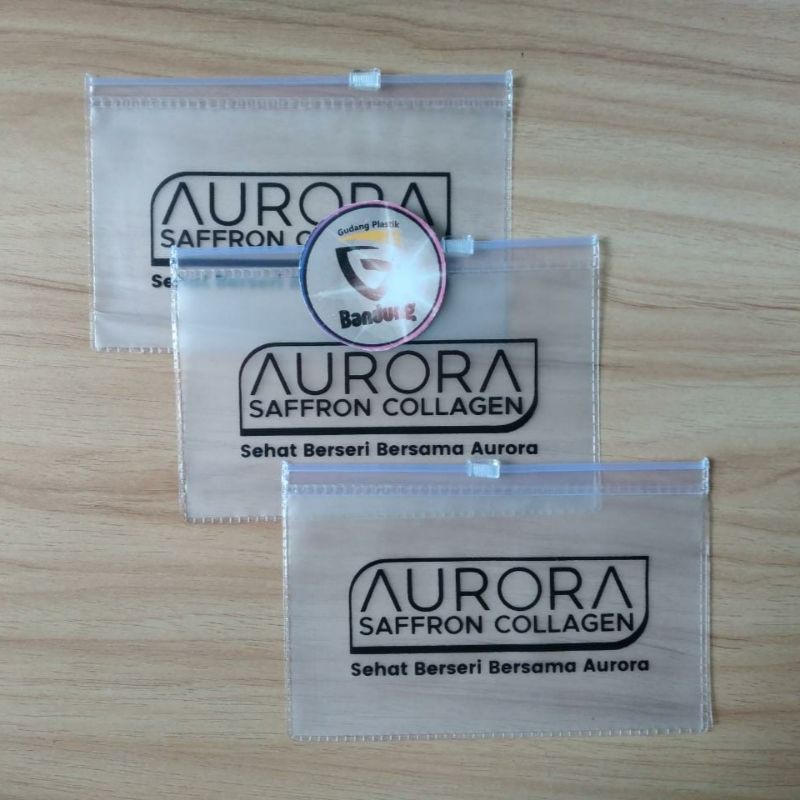 AURORA
SAFFRON C
Se
Gudang Plastik
Bandung
AURORA
SAFFRON COLLAGEN
Sehat Berseri Bersama Aurora
AURORA
SAFFRON COLLAGEN
Sehat Berseri Bersama Aurora